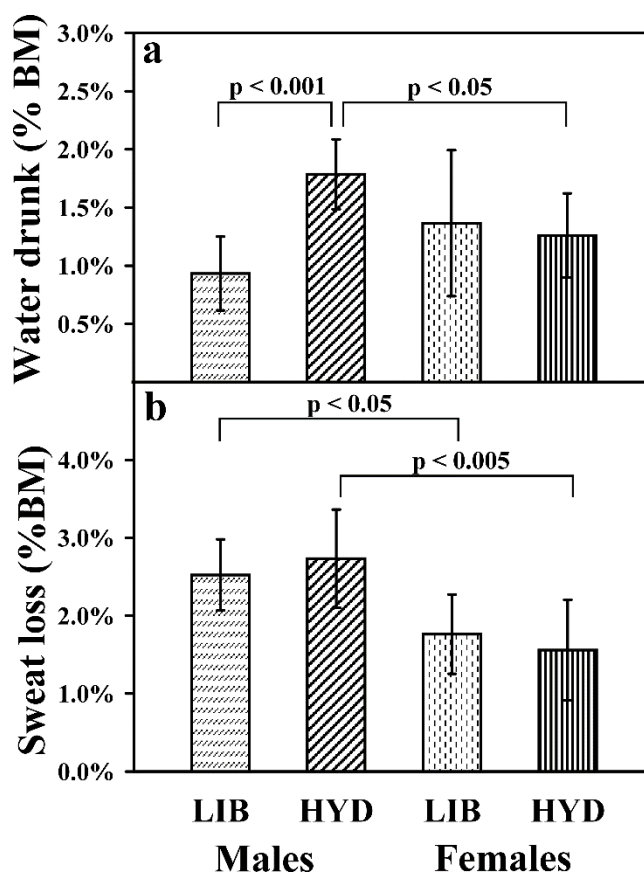 3.0%
a
p < 0.001
p < 0.05
2.5%
2.0%
1.5%
1.0%
0.5%
Water drunk (% BM)
b
p < 0.05
p < 0.005
4.0%
3.0%
2.0%
1.0%
0.0%
Sweat loss (%BM)
LIB HYD LIB HYD
Males Females